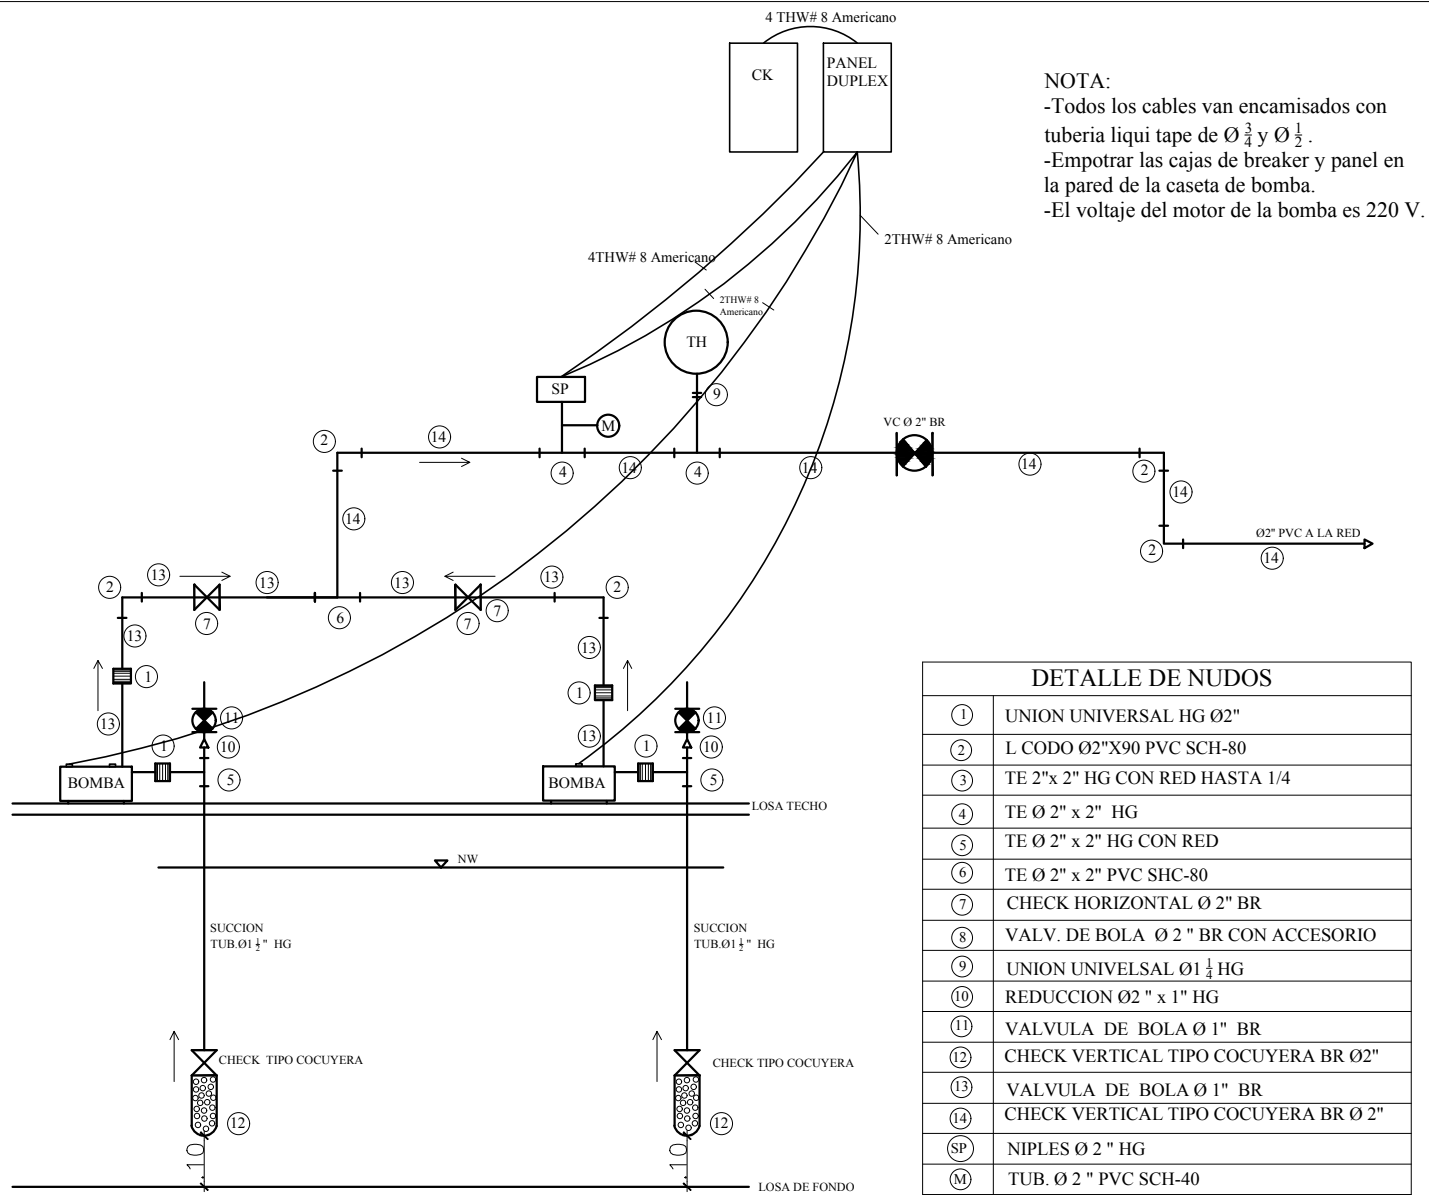 4 THW# 8 Americano
CK
PANEL
DUPLEX
NOTA:
-Todos los cables van encamisados con
tuberia liqui tape de Ø 3/4 y Ø 1/2 .
-Empotrar las cajas de breaker y panel en
la pared de la caseta de bomba.
-El voltaje del motor de la bomba es 220 V.
2THW# 8 Americano
4THW# 8 Americano
2THW# 8
Americano
TH
SP
9
M
VC Ø 2" BR
2
14
4
14
4
14
14
2
14
14
2
Ø2" PVC A LA RED
14
2
13
13
13
13
2
7
6
7
7
13
13
1
1
13
11
13
11
1
10
1
10
BOMBA
5
BOMBA
5
LOSA TECHO
NW
SUCCION
TUB.Ø1 1/2 " HG
SUCCION
TUB.Ø1 1/2 " HG
CHECK TIPO COCUYERA
CHECK TIPO COCUYERA
12
12
.10
.10
LOSA DE FONDO
DETALLE DE NUDOS
1 UNION UNIVERSAL HG Ø2"
2 L CODO Ø2"X90 PVC SCH-80
3 TE 2"x 2" HG CON RED HASTA 1/4
4 TE Ø 2" x 2" HG
5 TE Ø 2" x 2" HG CON RED
6 TE Ø 2" x 2" PVC SHC-80
7 CHECK HORIZONTAL Ø 2" BR
8 VALV. DE BOLA Ø 2 " BR CON ACCESORIO
9 UNION UNIVELSAL Ø1 1/4 HG
10 REDUCCION Ø2 " x 1" HG
11 VALVULA DE BOLA Ø 1" BR
12 CHECK VERTICAL TIPO COCUYERA BR Ø2"
13 VALVULA DE BOLA Ø 1" BR
14 CHECK VERTICAL TIPO COCUYERA BR Ø 2"
SP NIPLES Ø 2 " HG
M TUB. Ø 2 " PVC SCH-40